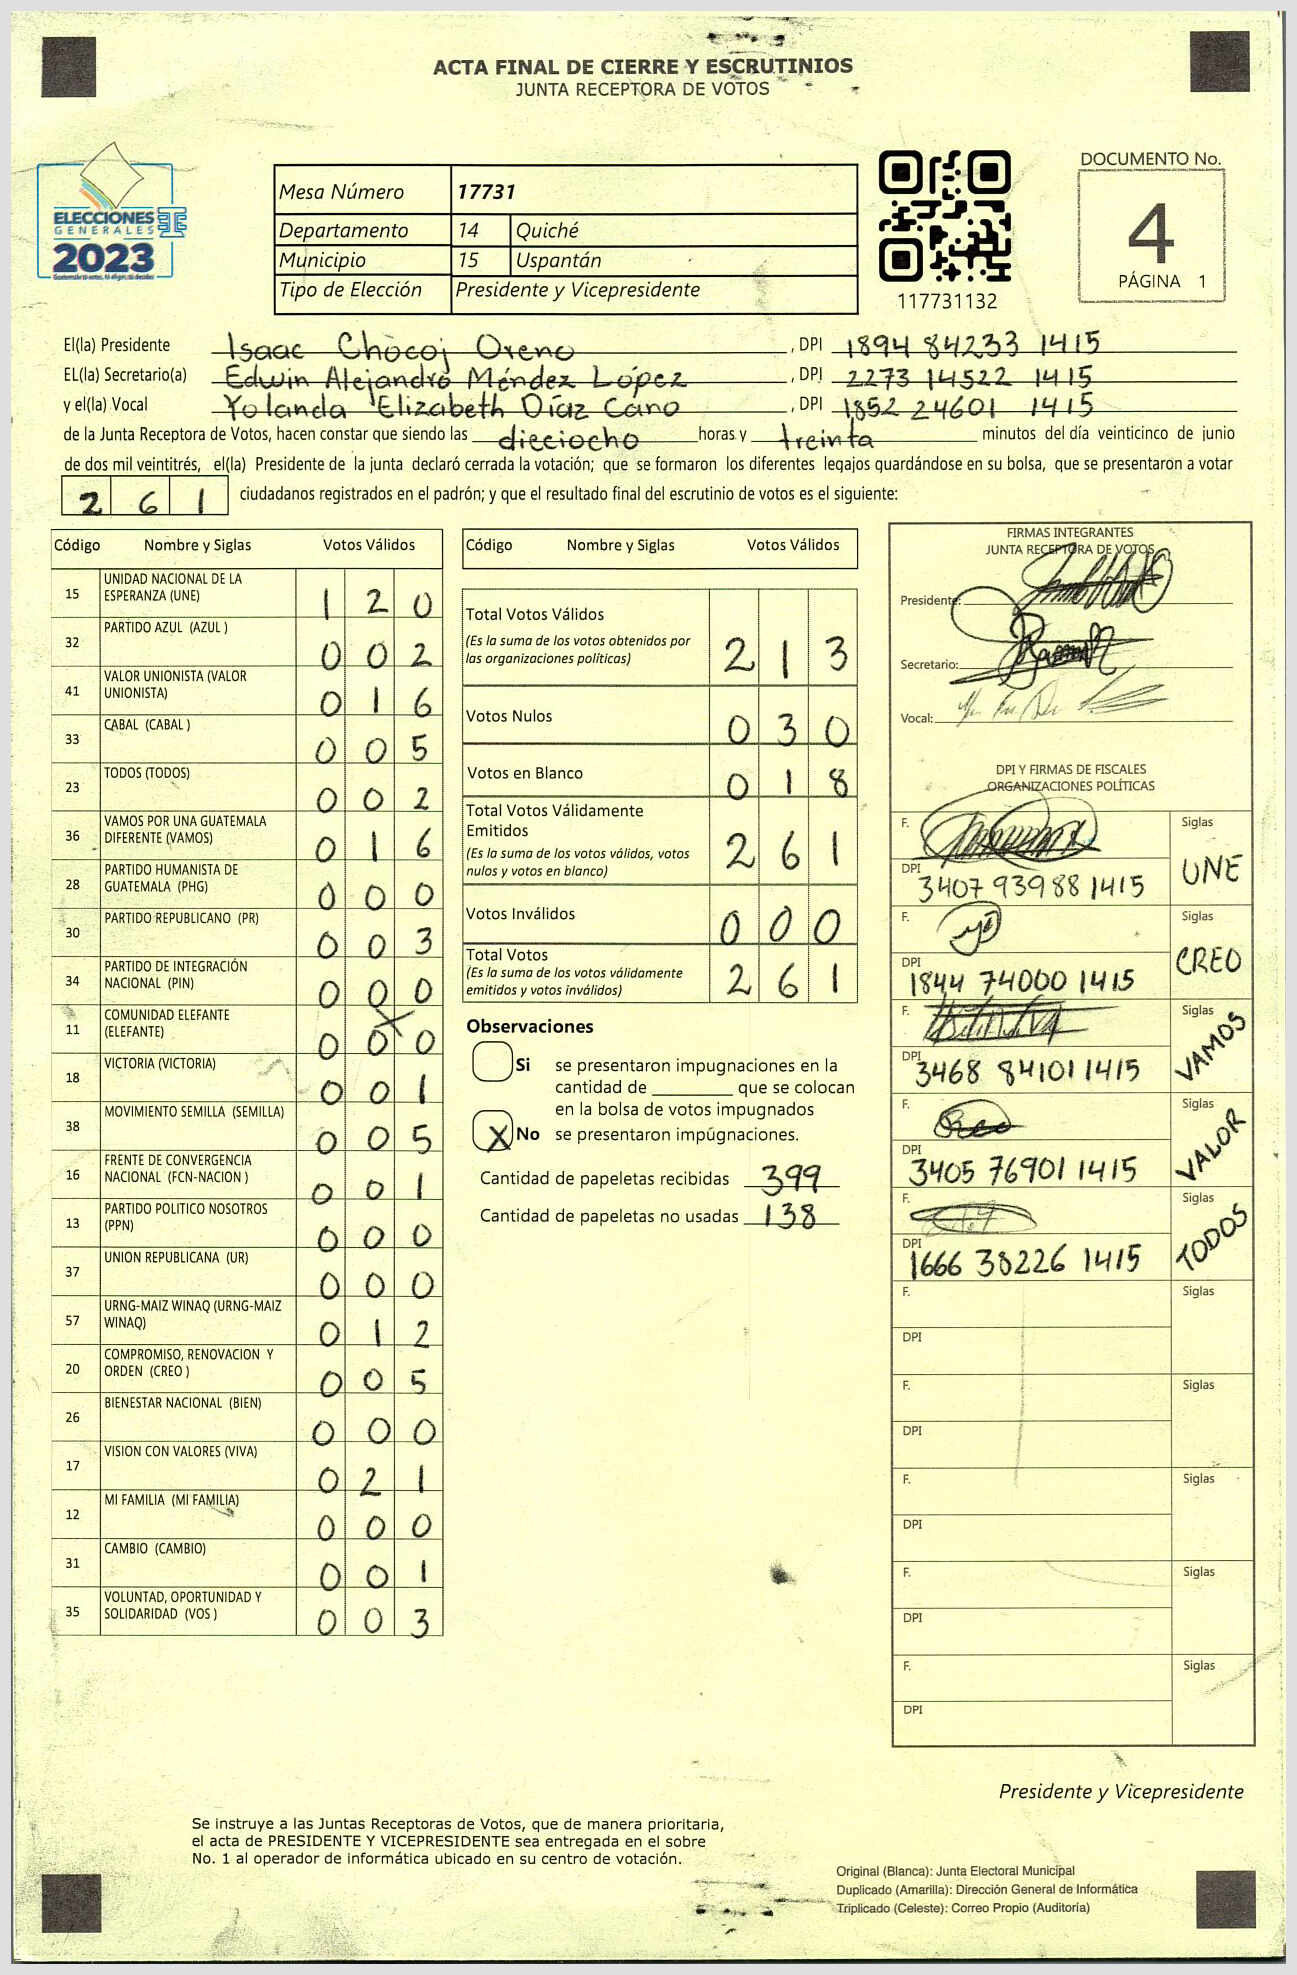 ACTA FINAL DE CIERRE Y ESCRUTINIOS
JUNTA RECEPTORA DE VOTOS
ELECCIONES
GENERALES
2023
Mesa Número 17731
Departamento 14 Quiché
Municipio 15 Uspantán
Tipo de Elección Presidente y Vicepresidente
117731132
DOCUMENTO No.
4
PÁGINA 1
El(la) Presidente Isaac Chocoj Oreno , DPI 1894 84233 1415
EL(la) Secretario(a) Edwin Alejandro Méndez López , DPI 2273 14522 1415
y el(la) Vocal Yolanda Elizabeth Díaz Cano , DPI 1852 24601 1415
de la Junta Receptora de Votos, hacen constar que siendo las dieciocho horas y treinta minutos del día veinticinco de junio
de dos mil veintitrés, el(la) Presidente de la junta declaró cerrada la votación; que se formaron los diferentes legajos guardándose en su bolsa, que se presentaron a votar
261 ciudadanos registrados en el padrón; y que el resultado final del escrutinio de votos es el siguiente:
Código Nombre y Siglas Votos Válidos
15 UNIDAD NACIONAL DE LA ESPERANZA (UNE) 1 2 0
32 PARTIDO AZUL (AZUL ) 0 0 2
41 VALOR UNIONISTA (VALOR UNIONISTA) 0 1 6
33 CABAL (CABAL ) 0 0 5
23 TODOS (TODOS) 0 0 2
36 VAMOS POR UNA GUATEMALA DIFERENTE (VAMOS) 0 1 6
28 PARTIDO HUMANISTA DE GUATEMALA (PHG) 0 0 0
30 PARTIDO REPUBLICANO (PR) 0 0 3
34 PARTIDO DE INTEGRACIÓN NACIONAL (PIN) 0 0 0
11 COMUNIDAD ELEFANTE (ELEFANTE) 0 0 0
18 VICTORIA (VICTORIA) 0 0 1
38 MOVIMIENTO SEMILLA (SEMILLA) 0 0 5
16 FRENTE DE CONVERGENCIA NACIONAL (FCN-NACION ) 0 0 1
13 PARTIDO POLITICO NOSOTROS (PPN) 0 0 0
37 UNION REPUBLICANA (UR) 0 0 0
57 URNG-MAIZ WINAQ (URNG-MAIZ WINAQ) 0 1 2
20 COMPROMISO, RENOVACION Y ORDEN (CREO ) 0 0 5
26 BIENESTAR NACIONAL (BIEN) 0 0 0
17 VISION CON VALORES (VIVA) 0 2 1
12 MI FAMILIA (MI FAMILIA) 0 0 0
31 CAMBIO (CAMBIO) 0 0 1
35 VOLUNTAD, OPORTUNIDAD Y SOLIDARIDAD (VOS ) 0 0 3
Código Nombre y Siglas Votos Válidos
Total Votos Válidos
(Es la suma de los votos obtenidos por
las organizaciones políticas) 2 1 3
Votos Nulos 0 3 0
Votos en Blanco 0 1 8
Total Votos Válidamente
Emitidos
(Es la suma de los votos válidos, votos
nulos y votos en blanco) 2 6 1
Votos Inválidos 0 0 0
Total Votos
(Es la suma de los votos válidamente
emitidos y votos inválidos) 2 6 1
Observaciones
Si se presentaron impugnaciones en la
cantidad de ________ que se colocan
en la bolsa de votos impugnados
X No se presentaron impúgnaciones.
Cantidad de papeletas recibidas 399
Cantidad de papeletas no usadas 138
FIRMAS INTEGRANTES
JUNTA RECEPTORA DE VOTOS
Presidente:
Secretario:
Vocal:
DPI Y FIRMAS DE FISCALES
ORGANIZACIONES POLÍTICAS
F. Siglas
DPI 3407 93988 1415 UNE
F. Siglas
DPI 1844 74000 1415 CREO
F. Siglas
DPI 3468 84101 1415 VAMOS
F. Siglas
DPI 3405 76901 1415 VALOR
F. Siglas
DPI 1666 38226 1415 TODOS
F. Siglas
DPI
F. Siglas
DPI
F. Siglas
DPI
F. Siglas
DPI
F. Siglas
DPI
Presidente y Vicepresidente
Se instruye a las Juntas Receptoras de Votos, que de manera prioritaria,
el acta de PRESIDENTE Y VICEPRESIDENTE sea entregada en el sobre
No. 1 al operador de informática ubicado en su centro de votación.
Original (Blanca): Junta Electoral Municipal
Duplicado (Amarilla): Dirección General de Informática
Triplicado (Celeste): Correo Propio (Auditoría)